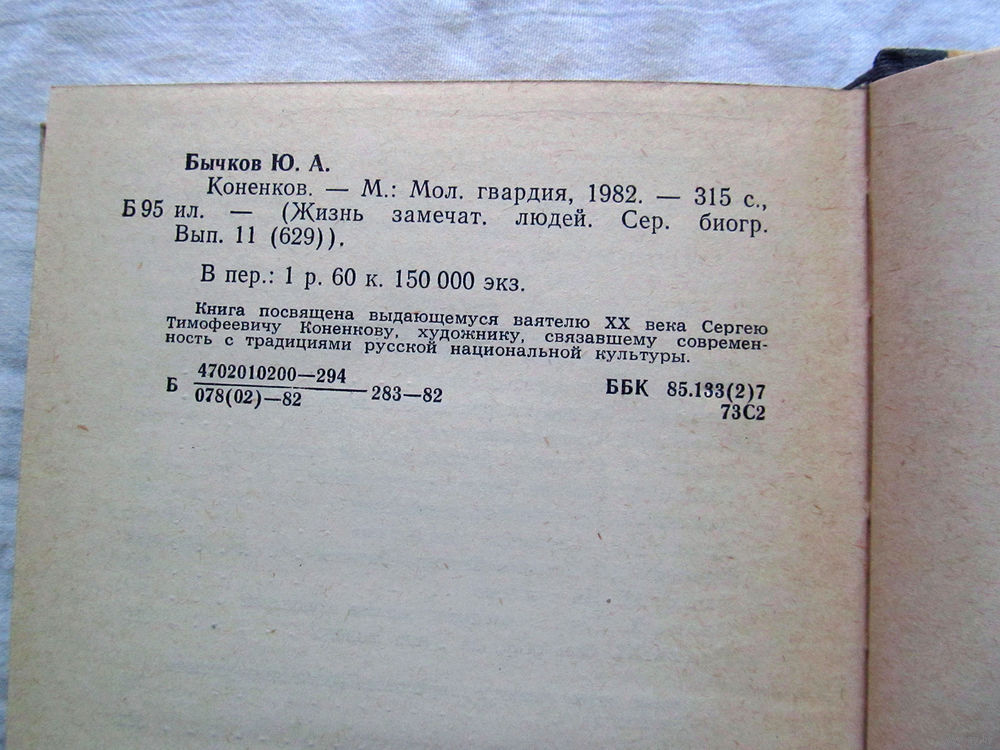 Бычков Ю. А.
Коненков. — М.: Мол. гвардия, 1982. — 315 с.,
Б 95 ил. — (Жизнь замечат. людей. Сер. биогр.
Вып. 11 (629)).
В пер.: 1 р. 60 к. 150 000 экз.
Книга посвящена выдающемуся ваятелю XX века Сергею
Тимофеевичу Коненкову, художнику, связавшему современ-
ность с традициями русской национальной культуры.
4702010200—294
Б 078(02)—82 283—82
ББК 85.133(2)7
73С2